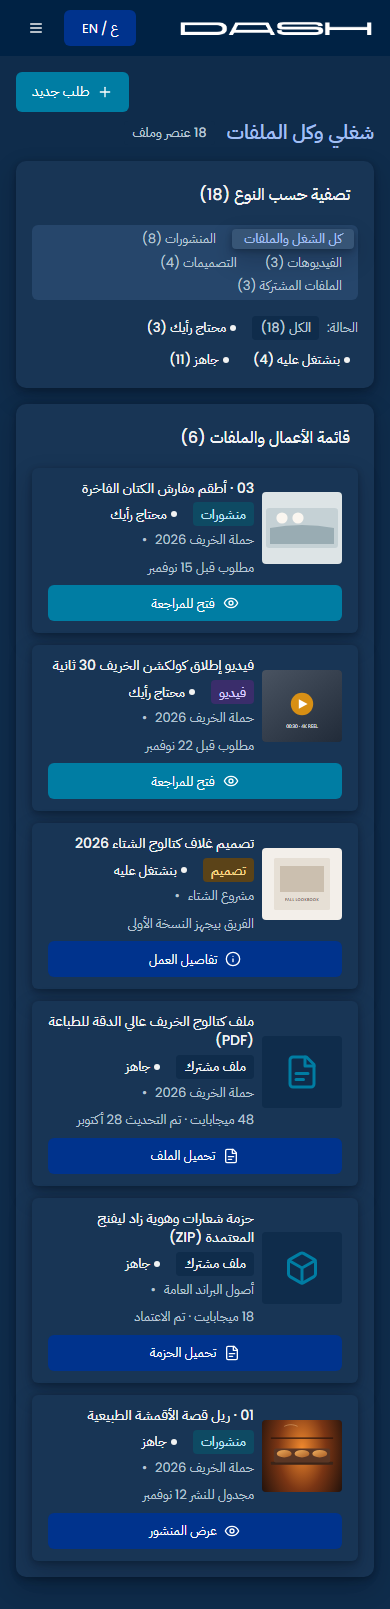 DASH
EN / ع
طلب جديد
شغلي وكل الملفات
18 عنصر وملف
تصفية حسب النوع (18)
كل الشغل والملفات
المنشورات (8)
الفيديوهات (3)
التصميمات (4)
الملفات المشتركة (3)
الحالة:
الكل (18)
محتاج رأيك (3)
بنشتغل عليه (4)
جاهز (11)
قائمة الأعمال والملفات (6)
03 · أطقم مفارش الكتان الفاخرة
منشورات
محتاج رأيك
حملة الخريف 2026 •
مطلوب قبل 15 نوفمبر
فتح للمراجعة
فيديو إطلاق كولكشن الخريف 30 ثانية
فيديو
محتاج رأيك
حملة الخريف 2026 •
مطلوب قبل 22 نوفمبر
00:30 · 4K REEL
فتح للمراجعة
تصميم غلاف كتالوج الشتاء 2026
تصميم
بنشتغل عليه
مشروع الشتاء •
الفريق بيجهز النسخة الأولى
FALL LOOKBOOK
تفاصيل العمل
ملف كتالوج الخريف عالي الدقة للطباعة
(PDF)
ملف مشترك
جاهز
حملة الخريف 2026 •
48 ميجابايت · تم التحديث 28 أكتوبر
تحميل الملف
حزمة شعارات وهوية زاد ليفنج
المعتمدة (ZIP)
ملف مشترك
جاهز
أصول البراند العامة •
18 ميجابايت · تم الاعتماد
تحميل الحزمة
01 · ريل قصة الأقمشة الطبيعية
منشورات
جاهز
حملة الخريف 2026 •
مجدول للنشر 12 نوفمبر
عرض المنشور